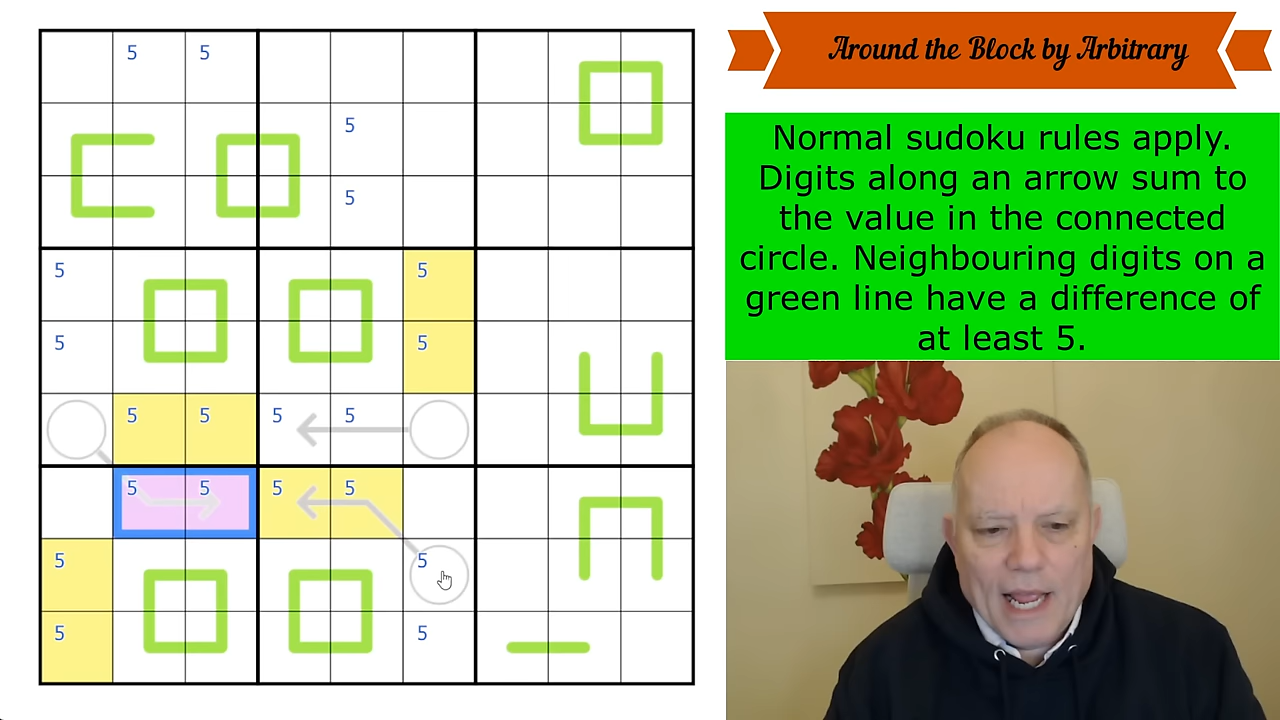 Around the Block by Arbitrary
Normal sudoku rules apply.
Digits along an arrow sum to
the value in the connected
circle. Neighbouring digits on a
green line have a difference of
at least 5.
5 5
5
5
5 5
5 5
5 5 5 5
5 5 5 5
5 5
5 5